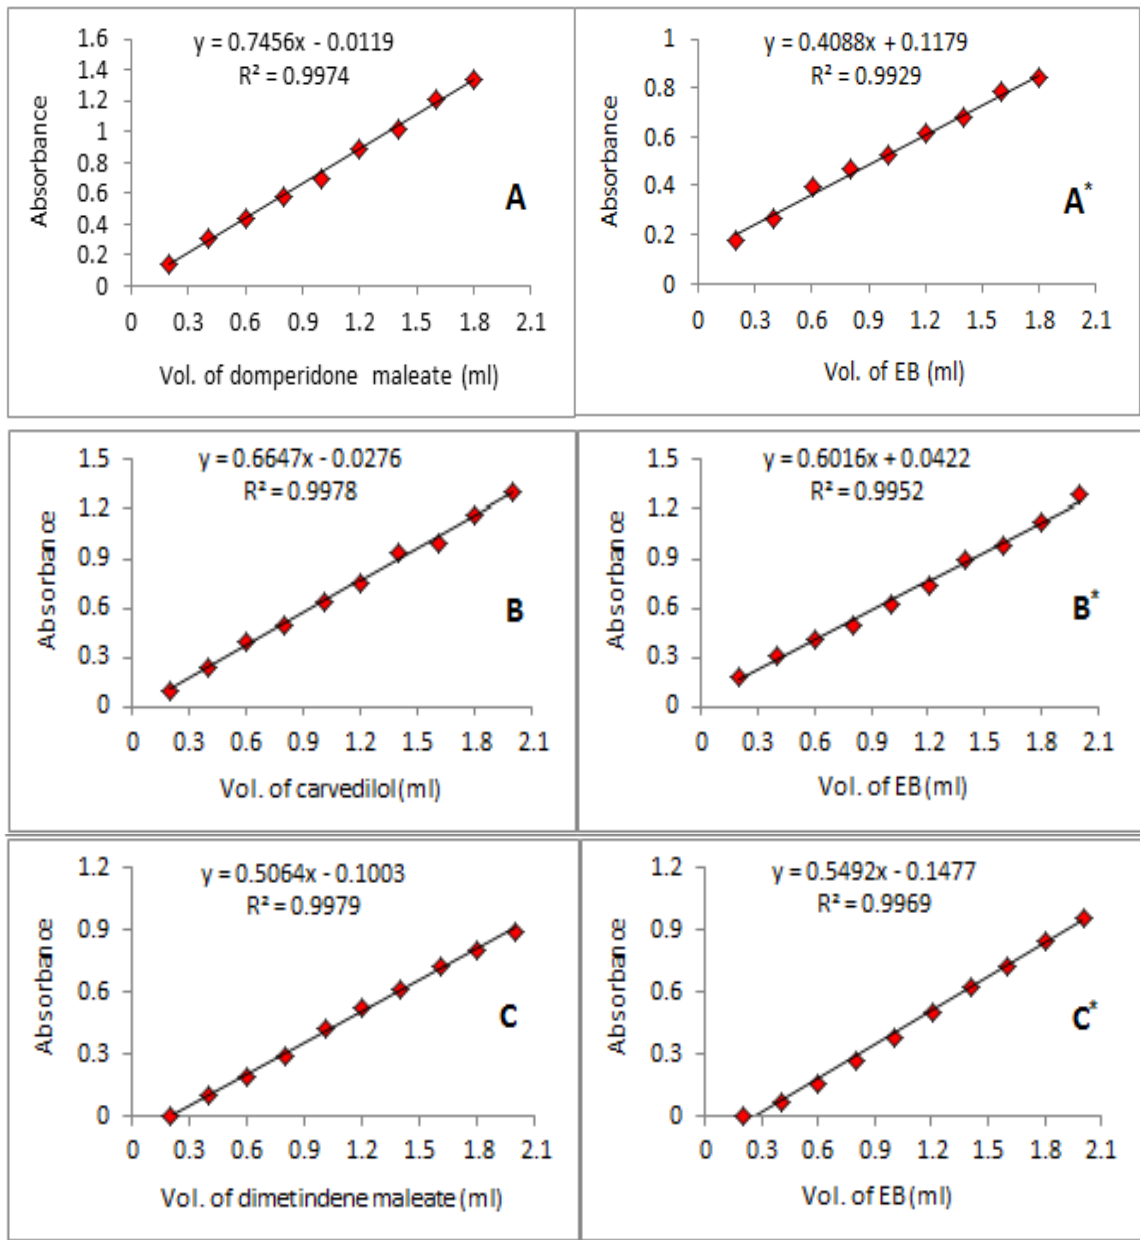 y = 0.7456x - 0.0119
R² = 0.9974
1.6
1.4
1.2
1
0.8
0.6
0.4
0.2
0
Absorbance
A
0 0.3 0.6 0.9 1.2 1.5 1.8 2.1
Vol. of domperidone maleate (ml)
y = 0.4088x + 0.1179
R² = 0.9929
1
0.8
0.6
0.4
0.2
0
Absorbance
A*
0 0.3 0.6 0.9 1.2 1.5 1.8 2.1
Vol. of EB (ml)
y = 0.6647x - 0.0276
R² = 0.9978
1.5
1.2
0.9
0.6
0.3
0
Absorbance
B
0 0.3 0.6 0.9 1.2 1.5 1.8 2.1
Vol. of carvedilol (ml)
y = 0.6016x + 0.0422
R² = 0.9952
1.5
1.2
0.9
0.6
0.3
0
Absorbance
B*
0 0.3 0.6 0.9 1.2 1.5 1.8 2.1
Vol. of EB (ml)
y = 0.5064x - 0.1003
R² = 0.9979
1.2
0.9
0.6
0.3
0
Absorbance
C
0 0.3 0.6 0.9 1.2 1.5 1.8 2.1
Vol. of dimetindene maleate (ml)
y = 0.5492x - 0.1477
R² = 0.9969
1.2
0.9
0.6
0.3
0
Absorbance
C*
0 0.3 0.6 0.9 1.2 1.5 1.8 2.1
Vol. of EB (ml)